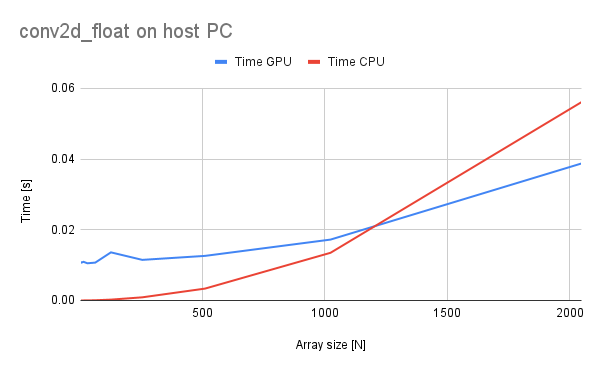 conv2d_float on host PC
Time GPU
Time CPU
0.06
0.04
0.02
0.00
Time [s]
500
1000
1500
2000
Array size [N]